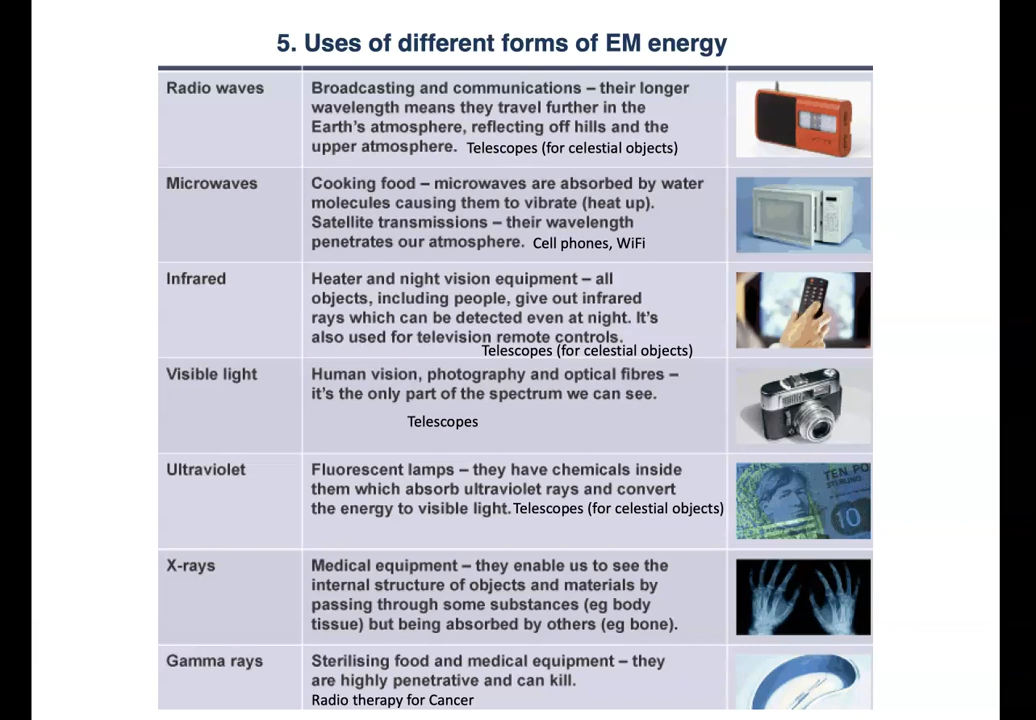 5. Uses of different forms of EM energy
Radio waves
Broadcasting and communications – their longer
wavelength means they travel further in the
Earth's atmosphere, reflecting off hills and the
upper atmosphere. Telescopes (for celestial objects)
Microwaves
Cooking food – microwaves are absorbed by water
molecules causing them to vibrate (heat up).
Satellite transmissions – their wavelength
penetrates our atmosphere. Cell phones, WiFi
Infrared
Heater and night vision equipment – all
objects, including people, give out infrared
rays which can be detected even at night. It's
also used for television remote controls.
Telescopes (for celestial objects)
Visible light
Human vision, photography and optical fibres –
it's the only part of the spectrum we can see.
Telescopes
Ultraviolet
Fluorescent lamps – they have chemicals inside
them which absorb ultraviolet rays and convert
the energy to visible light. Telescopes (for celestial objects)
TEN PO
STERLING
10
X-rays
Medical equipment – they enable us to see the
internal structure of objects and materials by
passing through some substances (eg body
tissue) but being absorbed by others (eg bone).
Gamma rays
Sterilising food and medical equipment – they
are highly penetrative and can kill.
Radio therapy for Cancer